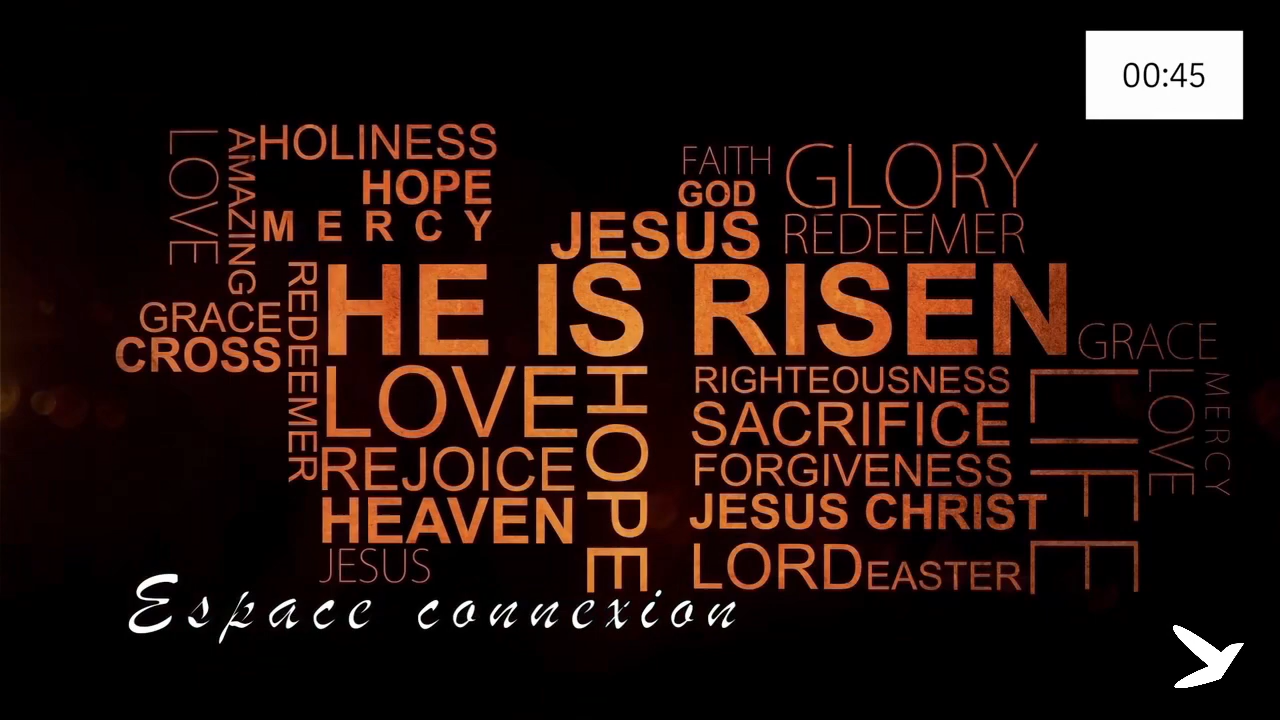 00:45
LOVE
AMAZING
HOLINESS
HOPE
MERCY
FAITH
GLORY
GOD
JESUS
REDEEMER
GRACE
CROSS
REDEEMER
HE IS RISEN
GRACE
LOVE
HOPE
RIGHTEOUSNESS
LIFE
LOVE
MERCY
SACRIFICE
REJOICE
FORGIVENESS
HEAVEN
JESUS CHRIST
JESUS
LORD
EASTER
Espace connexion